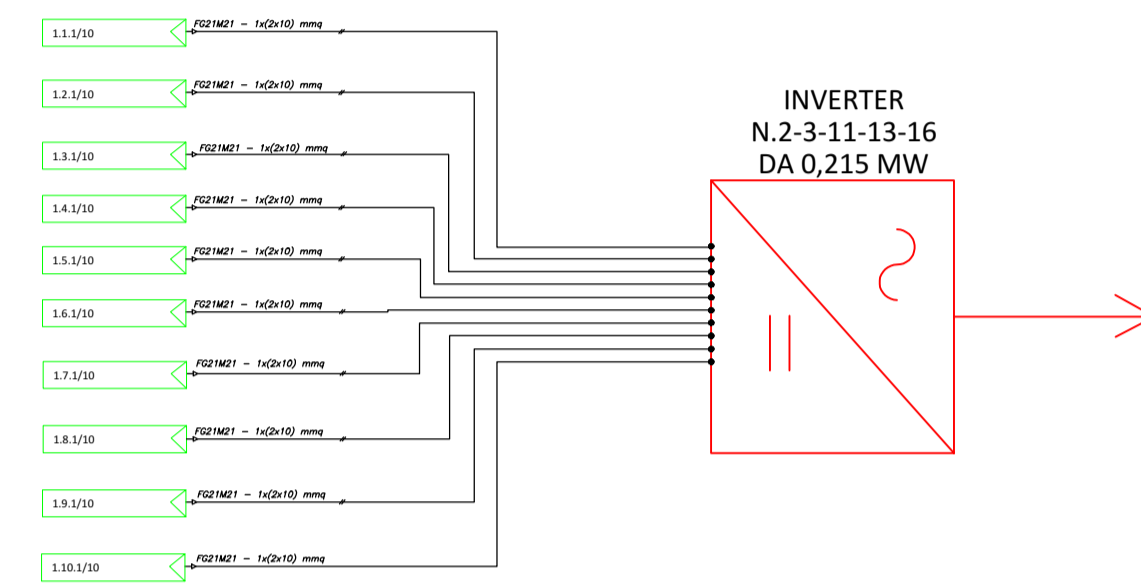 1.1.1/10
FG21M21 - 1x(2x10) mmq
1.2.1/10
FG21M21 - 1x(2x10) mmq
1.3.1/10
FG21M21 - 1x(2x10) mmq
1.4.1/10
FG21M21 - 1x(2x10) mmq
1.5.1/10
FG21M21 - 1x(2x10) mmq
1.6.1/10
FG21M21 - 1x(2x10) mmq
1.7.1/10
FG21M21 - 1x(2x10) mmq
1.8.1/10
FG21M21 - 1x(2x10) mmq
1.9.1/10
FG21M21 - 1x(2x10) mmq
1.10.1/10
FG21M21 - 1x(2x10) mmq
INVERTER
N.2-3-11-13-16
DA 0,215 MW